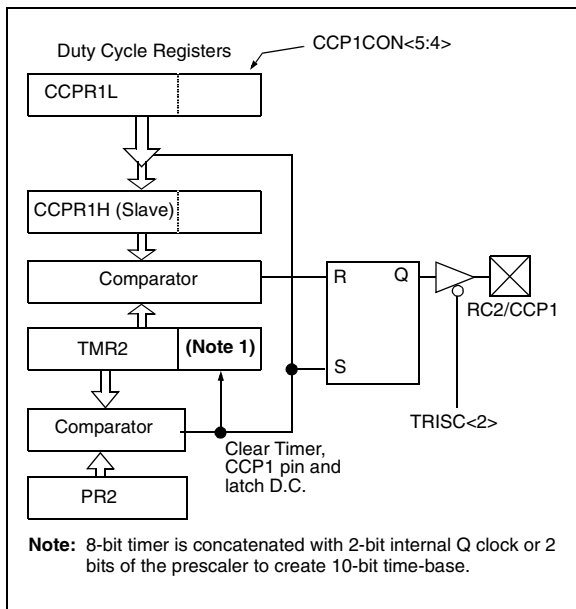 Duty Cycle Registers
CCP1CON<5:4>
CCPR1L
CCPR1H (Slave)
Comparator
R
Q
RC2/CCP1
TMR2
(Note 1)
S
Comparator
TRISC<2>
Clear Timer,
CCP1 pin and
latch D.C.
PR2
Note: 8-bit timer is concatenated with 2-bit internal Q clock or 2
bits of the prescaler to create 10-bit time-base.